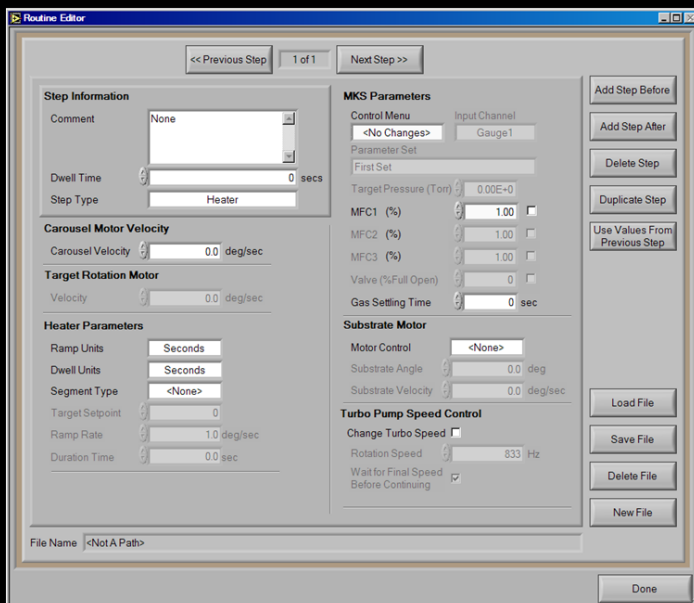 Routine Editor
<< Previous Step
1 of 1
Next Step >>
Step Information
Comment
None
Dwell Time
0 secs
Step Type
Heater
Carousel Motor Velocity
Carousel Velocity
0.0 deg/sec
Target Rotation Motor
Velocity
0.0 deg/sec
Heater Parameters
Ramp Units
Seconds
Dwell Units
Seconds
Segment Type
<None>
Target Setpoint
0
Ramp Rate
1.0 deg/sec
Duration Time
0.0 sec
MKS Parameters
Control Menu
Input Channel
<No Changes>
Gauge1
Parameter Set
First Set
Target Pressure (Torr)
0.00E+0
MFC1 (%)
1.00
MFC2 (%)
1.00
MFC3 (%)
1.00
Valve (%Full Open)
0
Gas Settling Time
0 sec
Substrate Motor
Motor Control
<None>
Substrate Angle
0.0 deg
Substrate Velocity
0.0 deg/sec
Turbo Pump Speed Control
Change Turbo Speed
Rotation Speed
833 Hz
Wait for Final Speed
Before Continuing
Add Step Before
Add Step After
Delete Step
Duplicate Step
Use Values From
Previous Step
Load File
Save File
Delete File
New File
File Name
<Not A Path>
Done